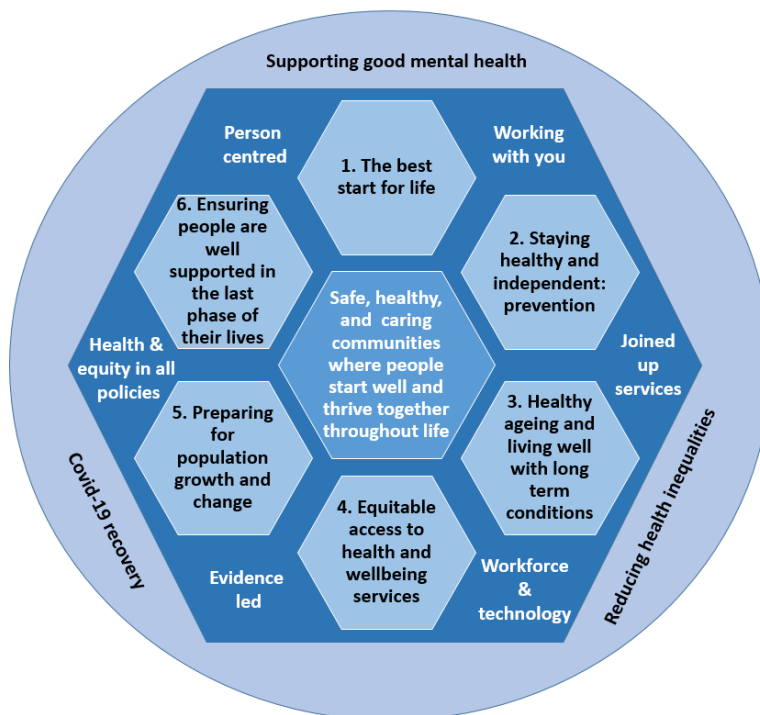 Supporting good mental health
Person
centred
Working
with you
1. The best
start for life
6. Ensuring
people are
well
supported in
the last
phase of
their lives
2. Staying
healthy and
independent:
prevention
Safe, healthy,
and caring
communities
where people
start well and
thrive together
throughout life
Health &
equity in all
policies
Joined
up
services
5. Preparing
for
population
growth and
change
3. Healthy
ageing and
living well
with long
term
conditions
4. Equitable
access to
health and
wellbeing
services
Evidence
led
Workforce
&
technology
Covid-19 recovery
Reducing health inequalities